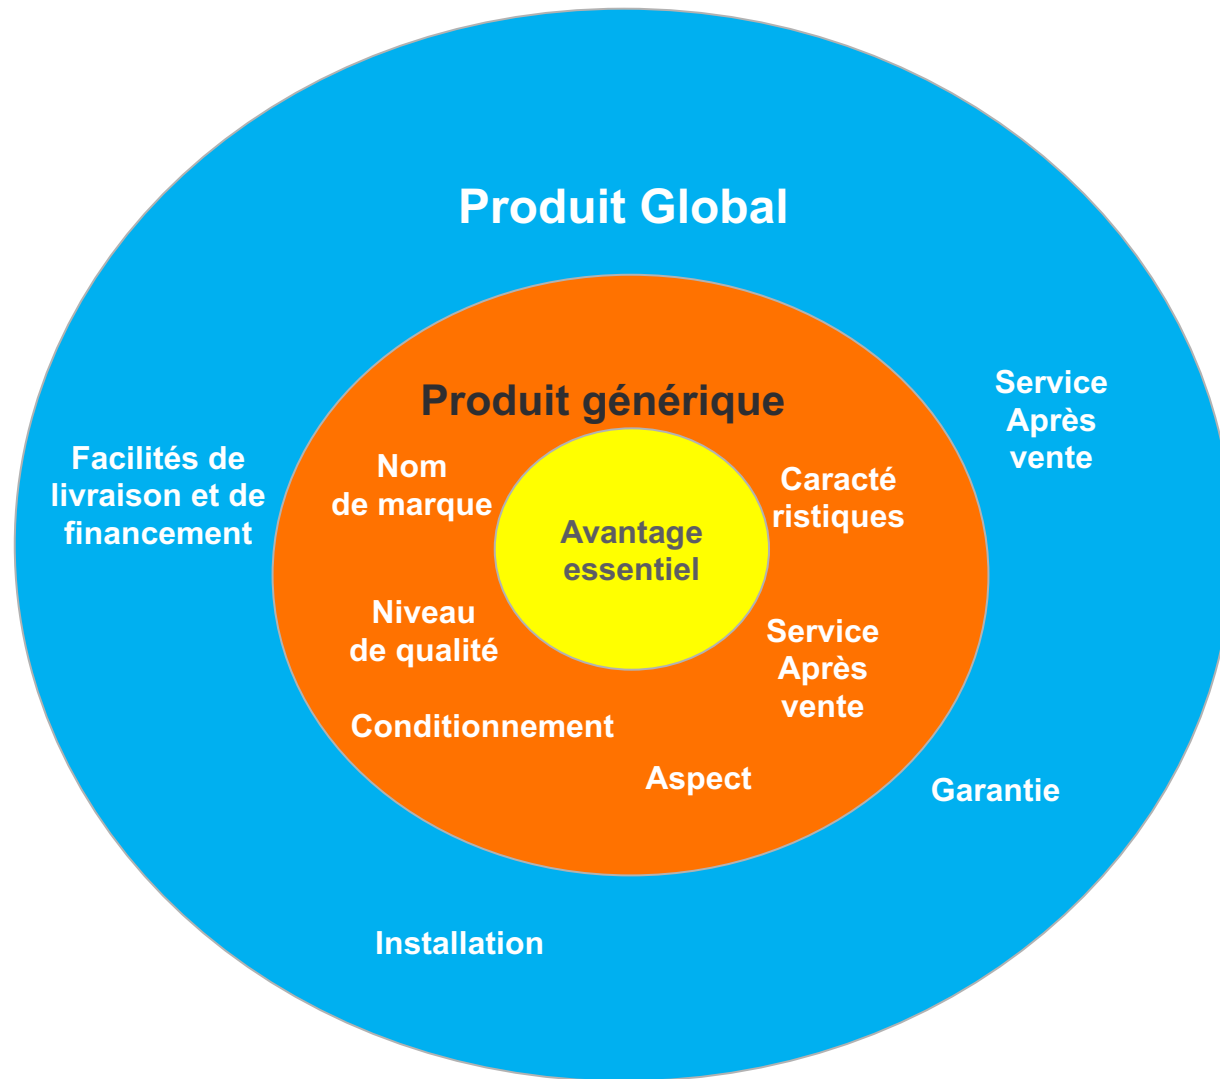 Produit Global
Produit générique
Service
Après
vente
Facilités de
livraison et de
financement
Nom
de marque
Caracté
ristiques
Avantage
essentiel
Niveau
de qualité
Service
Après
vente
Conditionnement
Aspect
Garantie
Installation